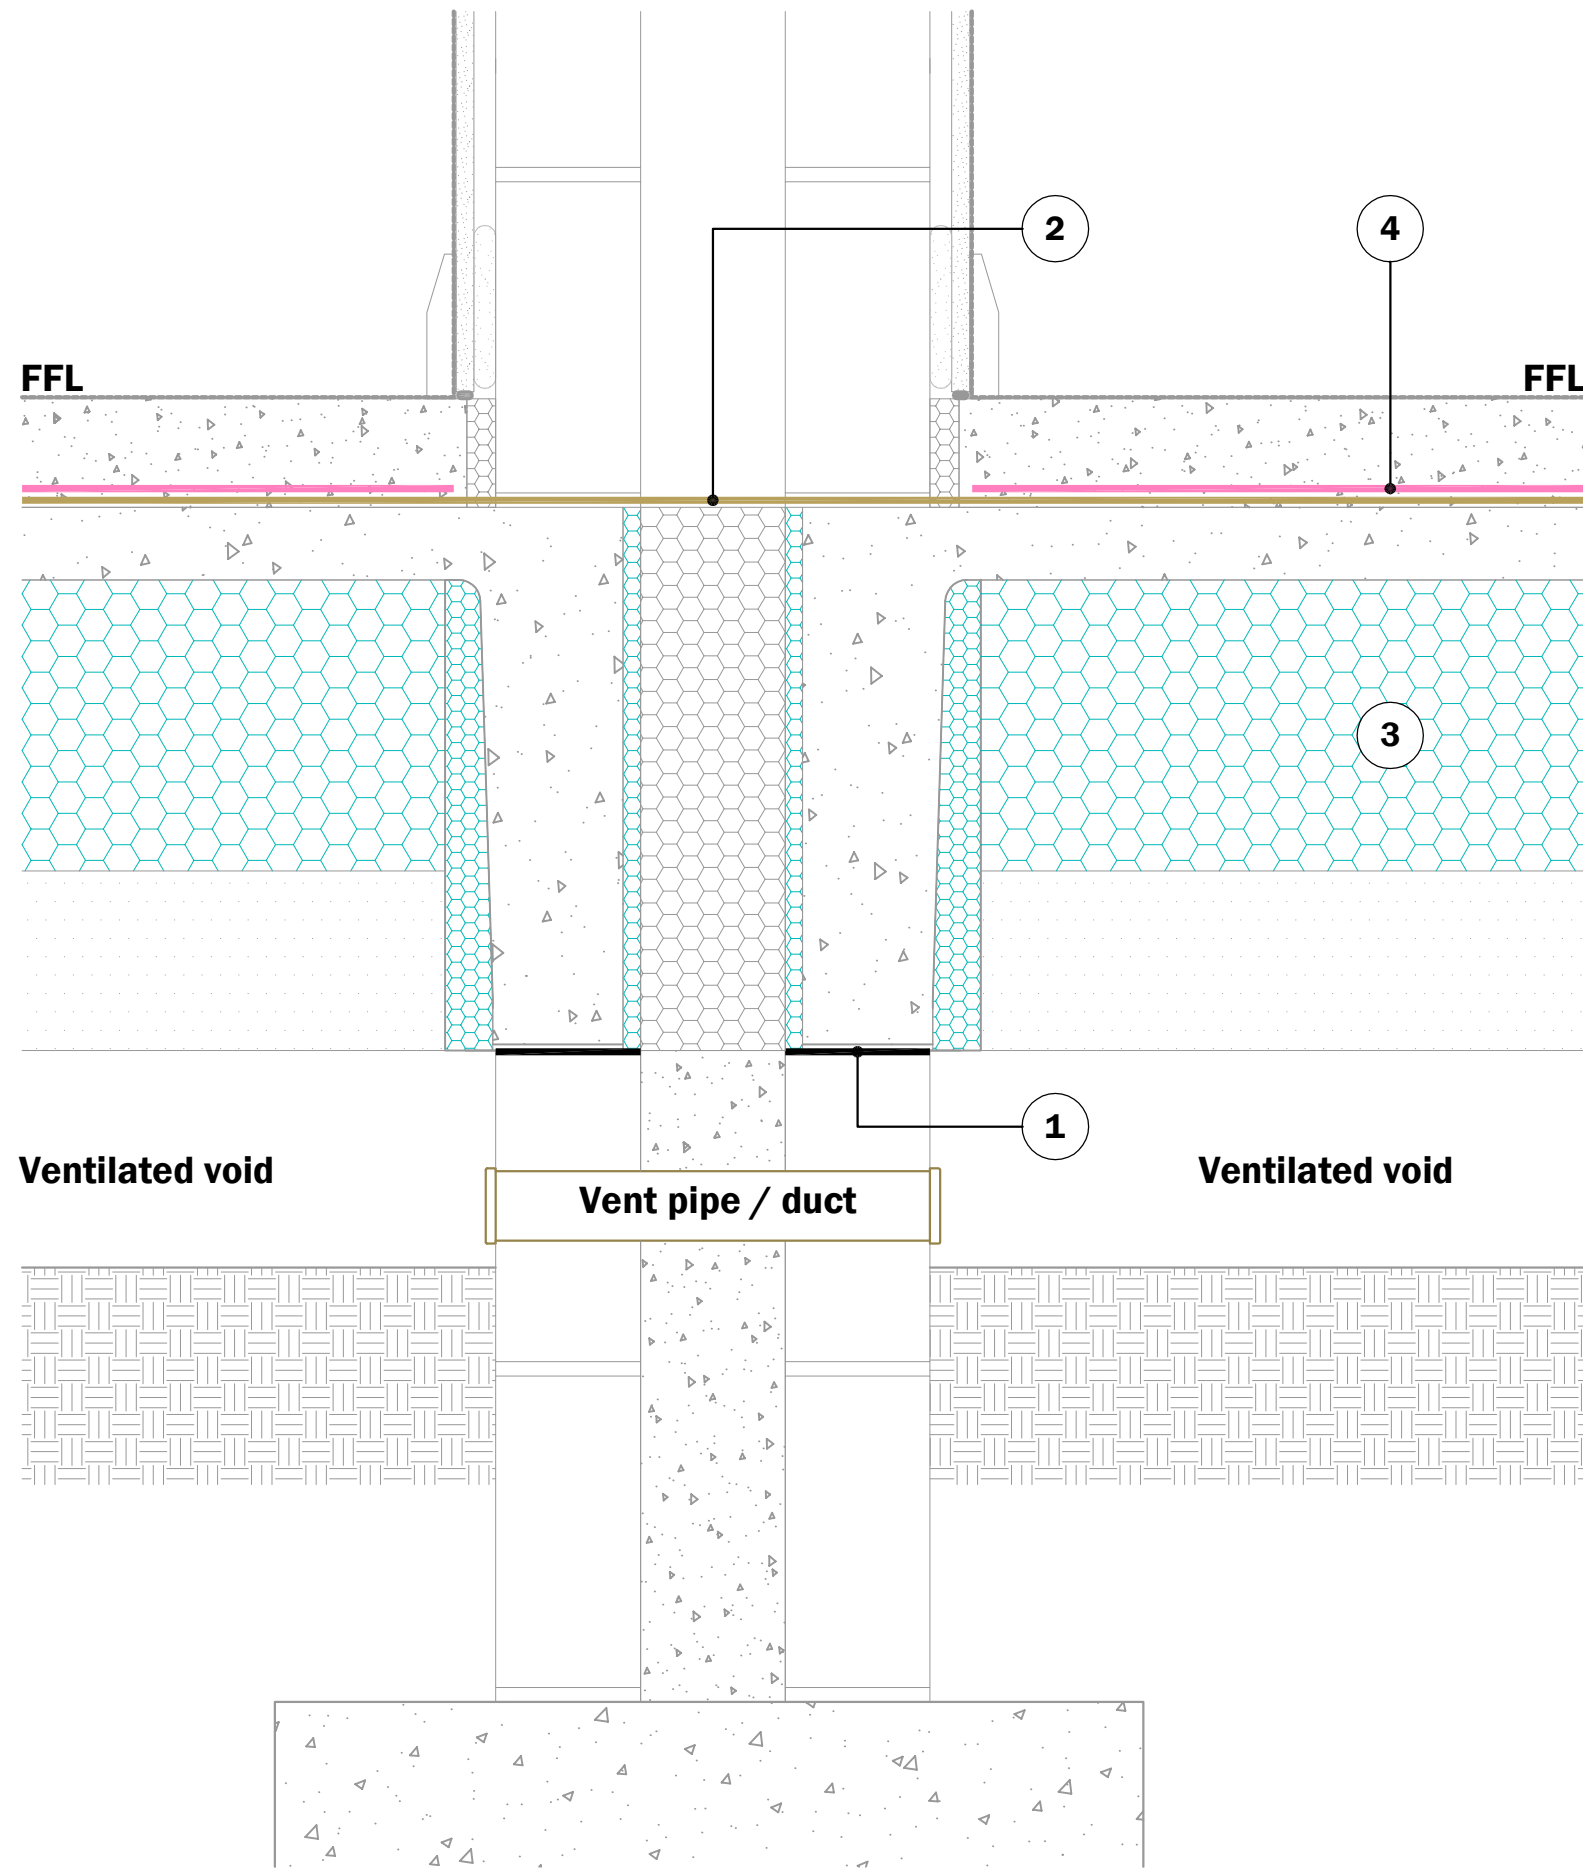 2
4
FFL
FFL
3
1
Ventilated void
Ventilated void
Vent pipe / duct